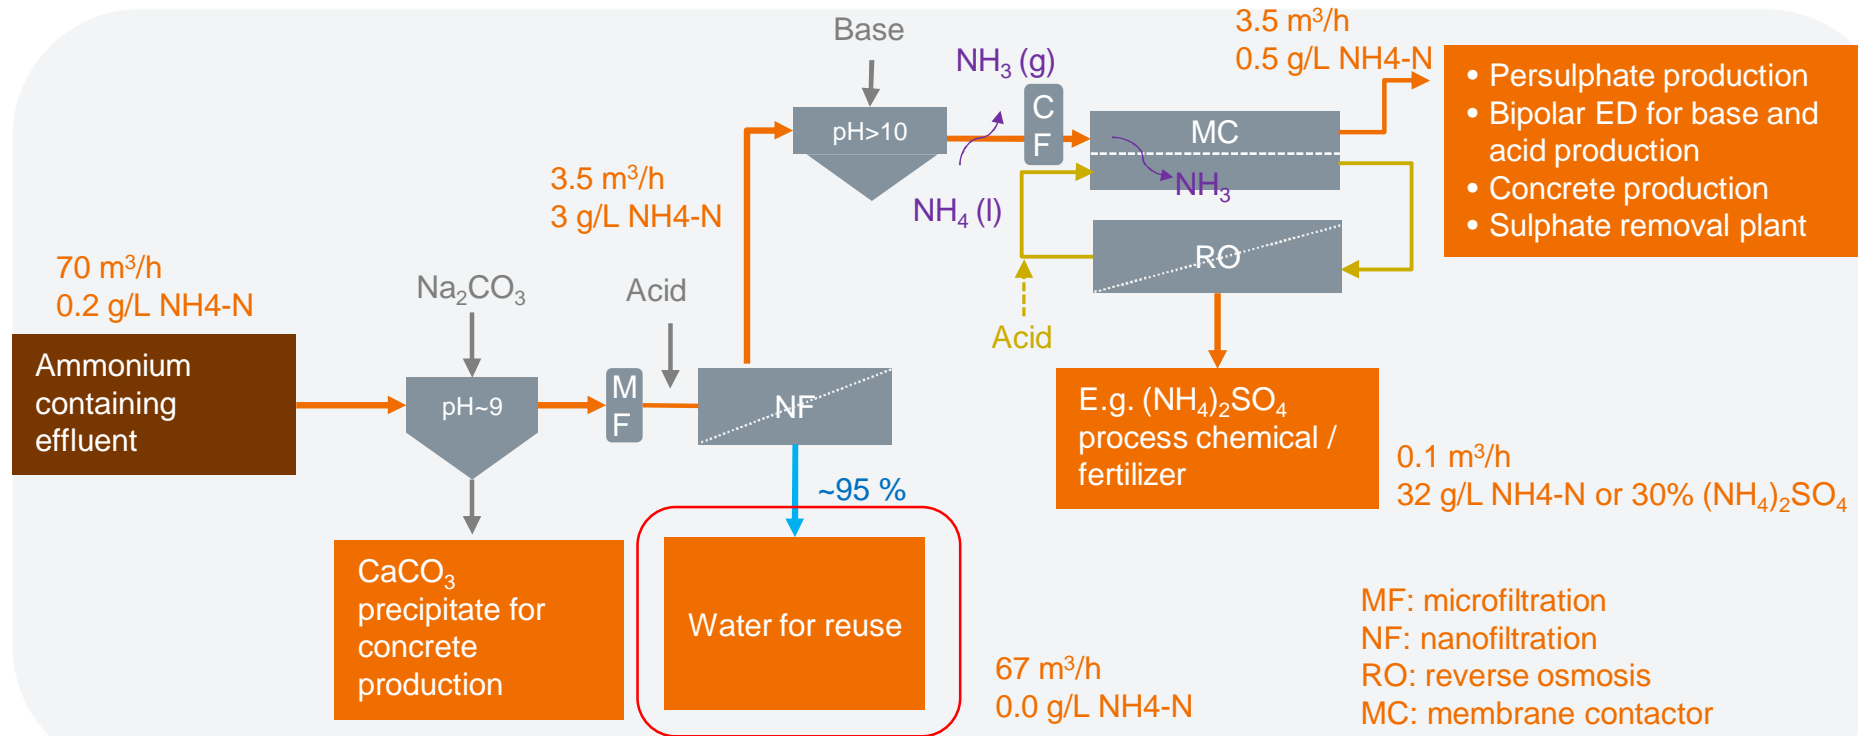 Base
3.5 m³/h
0.5 g/L NH4-N
NH₃ (g)
C
F
pH>10
MC
NH₃
NH₄ (l)
• Persulphate production
• Bipolar ED for base and
acid production
• Concrete production
• Sulphate removal plant
3.5 m³/h
3 g/L NH4-N
RO
Acid
70 m³/h
0.2 g/L NH4-N
Na₂CO₃
Acid
Ammonium
containing
effluent
pH~9
M
F
NF
~95 %
E.g. (NH₄)₂SO₄
process chemical /
fertilizer
0.1 m³/h
32 g/L NH4-N or 30% (NH₄)₂SO₄
CaCO₃
precipitate for
concrete
production
Water for reuse
67 m³/h
0.0 g/L NH4-N
MF: microfiltration
NF: nanofiltration
RO: reverse osmosis
MC: membrane contactor